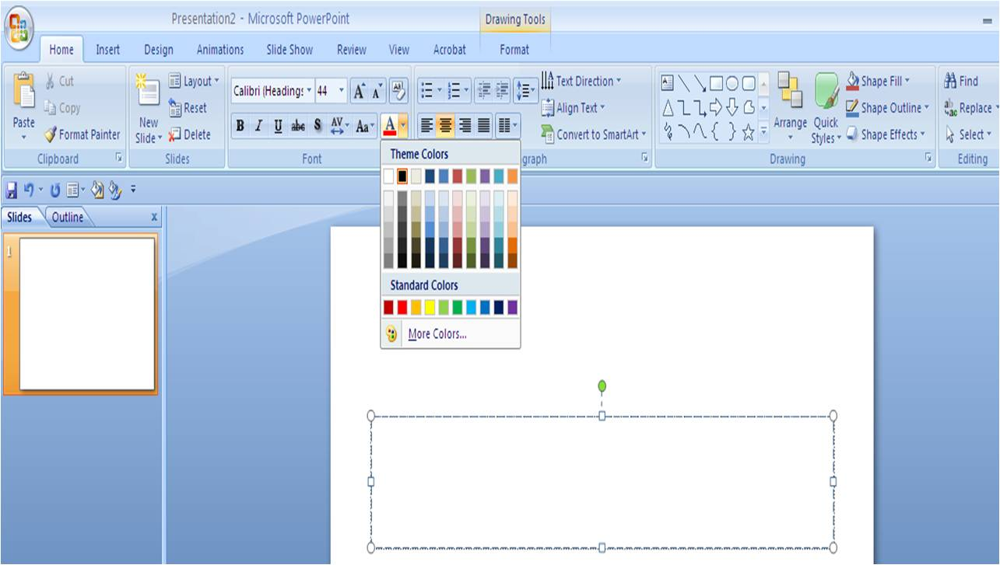 Presentation2 - Microsoft PowerPoint
Drawing Tools
Home Insert Design Animations Slide Show Review View Acrobat Format
Paste
Cut
Copy
Format Painter
Clipboard
New
Slide
Layout
Reset
Delete
Slides
Calibri (Headings 44
B I U abc S AV Aa A
Font
Text Direction
Align Text
Convert to SmartArt
graph
Arrange
Quick
Styles
Shape Fill
Shape Outline
Shape Effects
Drawing
Find
Replace
Select
Editing
Theme Colors
Standard Colors
More Colors...
Slides Outline x
1